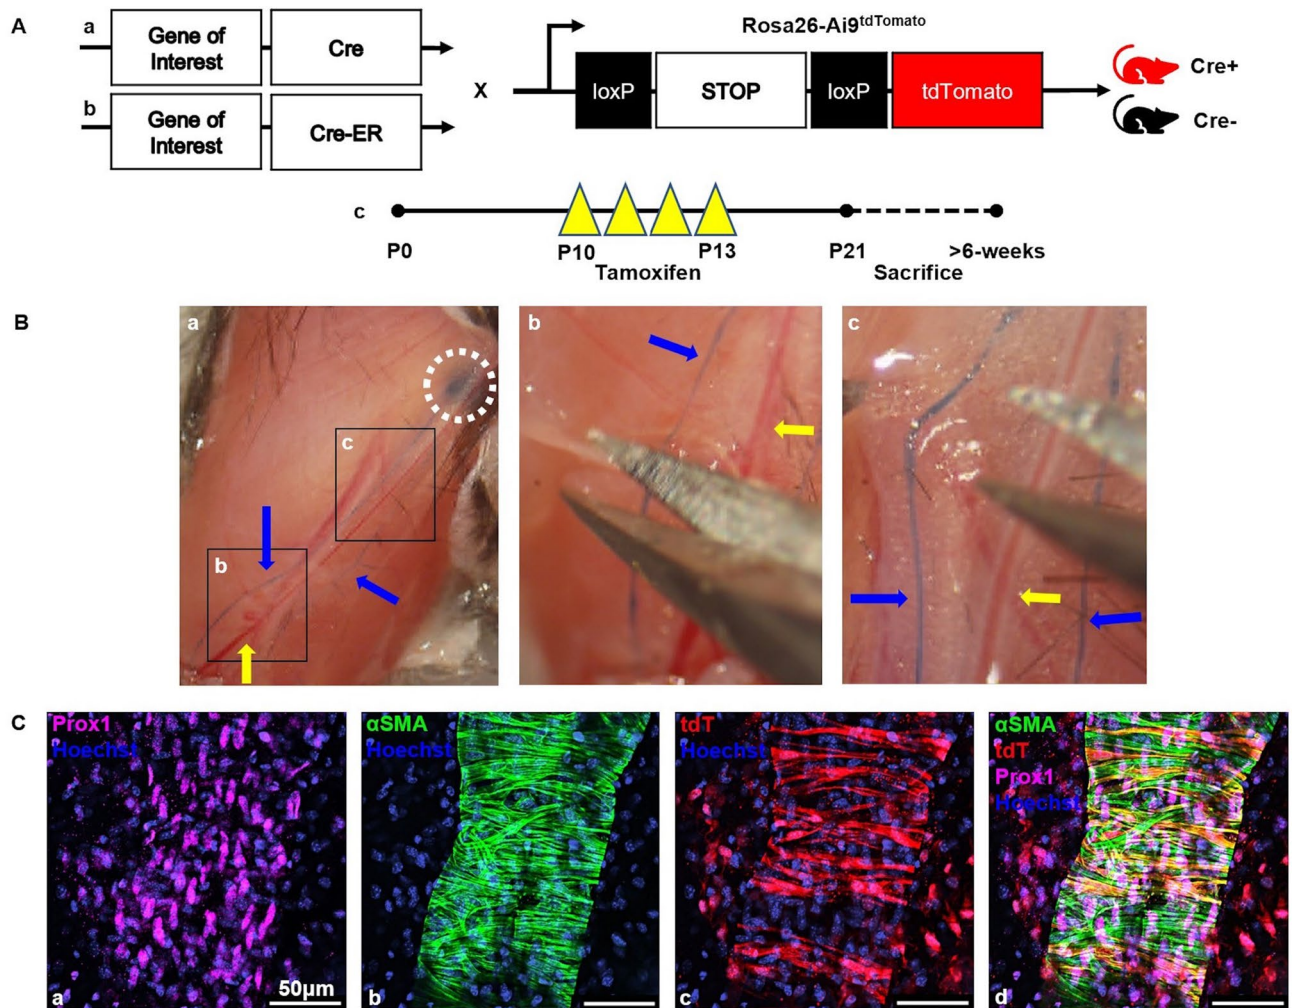 A
a
Gene of
Interest
Cre
b
Gene of
Interest
Cre-ER
X
Rosa26-Ai9tdTomato
loxP
STOP
loxP
tdTomato
Cre+
Cre-
c
P0
P10
P13
P21
>6-weeks
Tamoxifen
Sacrifice
B
a
c
b
b
c
C
Prox1
Hoechst
a
50μm
αSMA
Hoechst
b
tdT
Hoechst
c
αSMA
tdT
Prox1
Hoechst
d